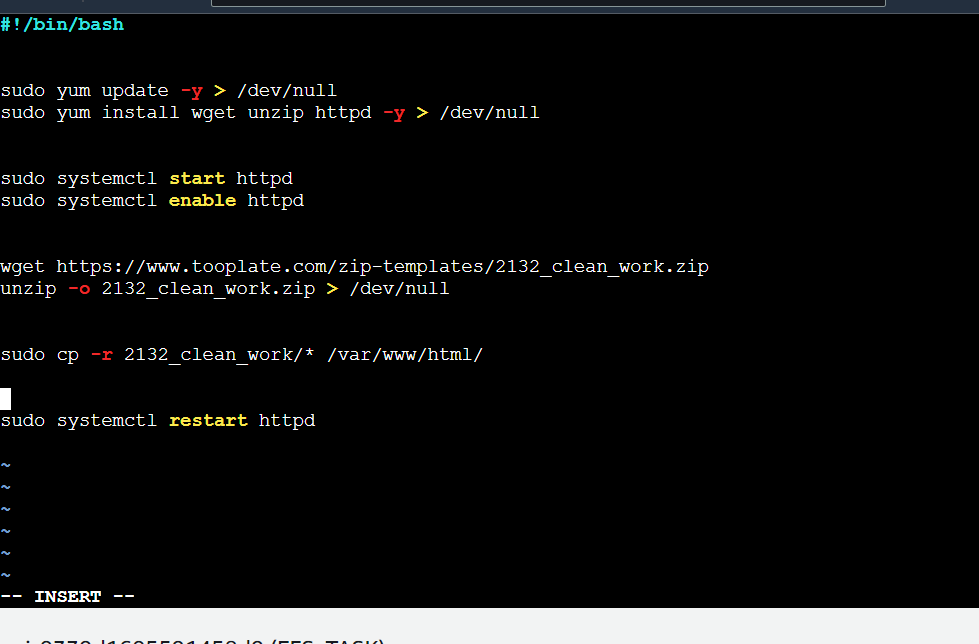 #!/bin/bash
sudo yum update -y > /dev/null
sudo yum install wget unzip httpd -y > /dev/null
sudo systemctl start httpd
sudo systemctl enable httpd
wget https://www.tooplate.com/zip-templates/2132_clean_work.zip
unzip -o 2132_clean_work.zip > /dev/null
sudo cp -r 2132_clean_work/* /var/www/html/
sudo systemctl restart httpd
~
~
~
~
~
~
-- INSERT --